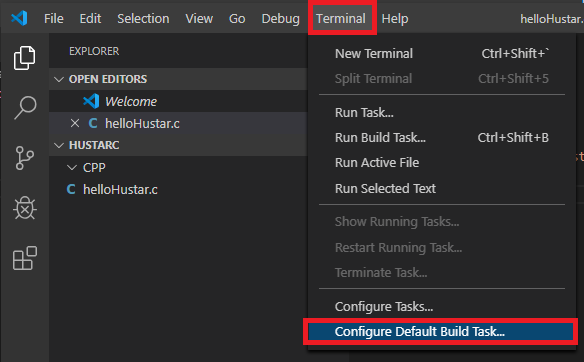 File Edit Selection View Go Debug Terminal Help helloHustar.c
EXPLORER
OPEN EDITORS
Welcome
C helloHustar.c
HUSTARC
CPP
C helloHustar.c
New Terminal Ctrl+Shift+`
Split Terminal Ctrl+Shift+5
Run Task...
Run Build Task... Ctrl+Shift+B
Run Active File
Run Selected Text
Show Running Tasks...
Restart Running Task...
Terminate Task...
Configure Tasks...
Configure Default Build Task...